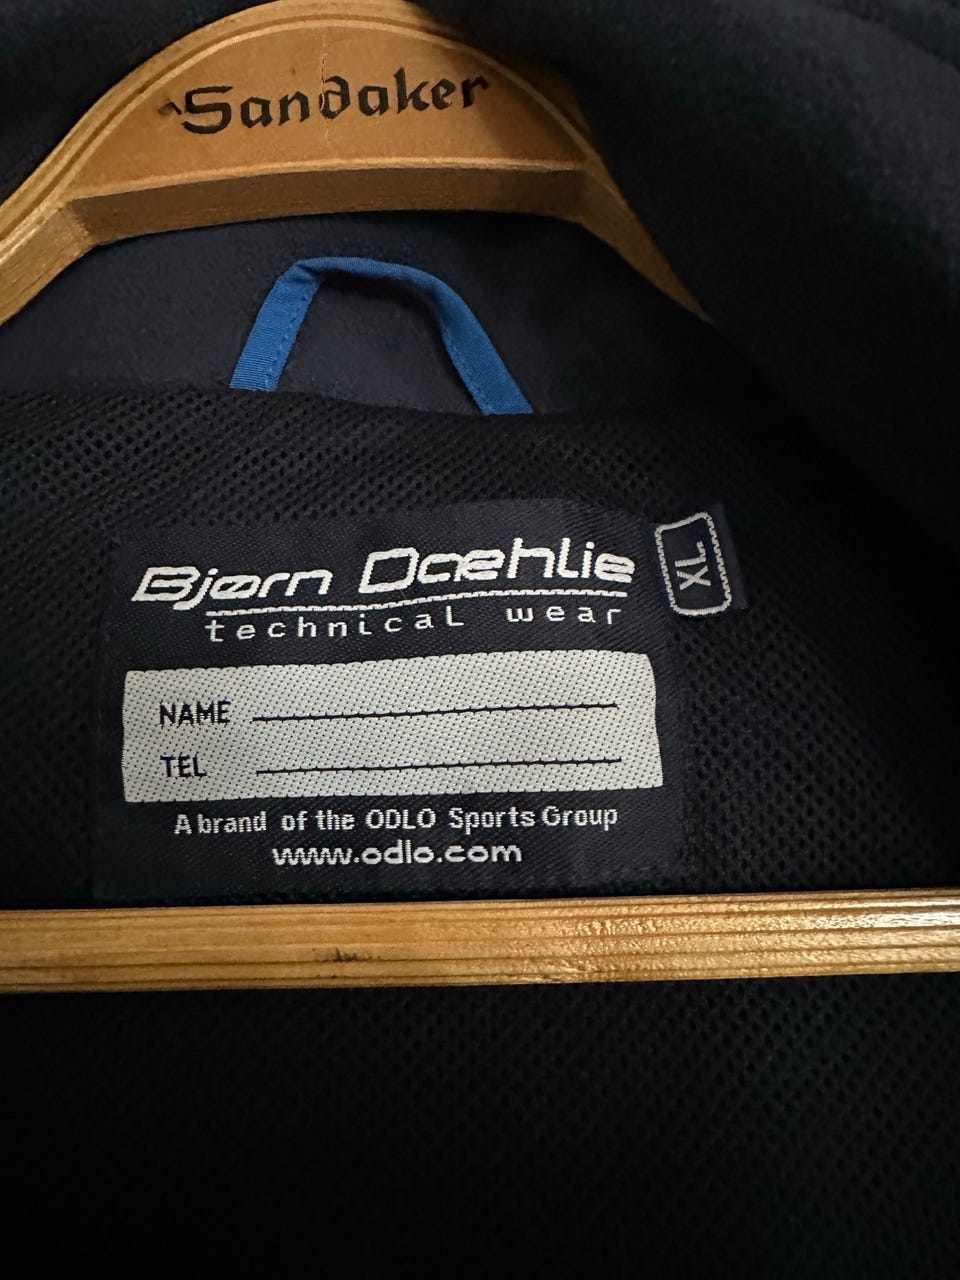 Sandaker
Bjørn Dæhlie
technical wear
XL
NAME
TEL
A brand of the ODLO Sports Group
www.odlo.com